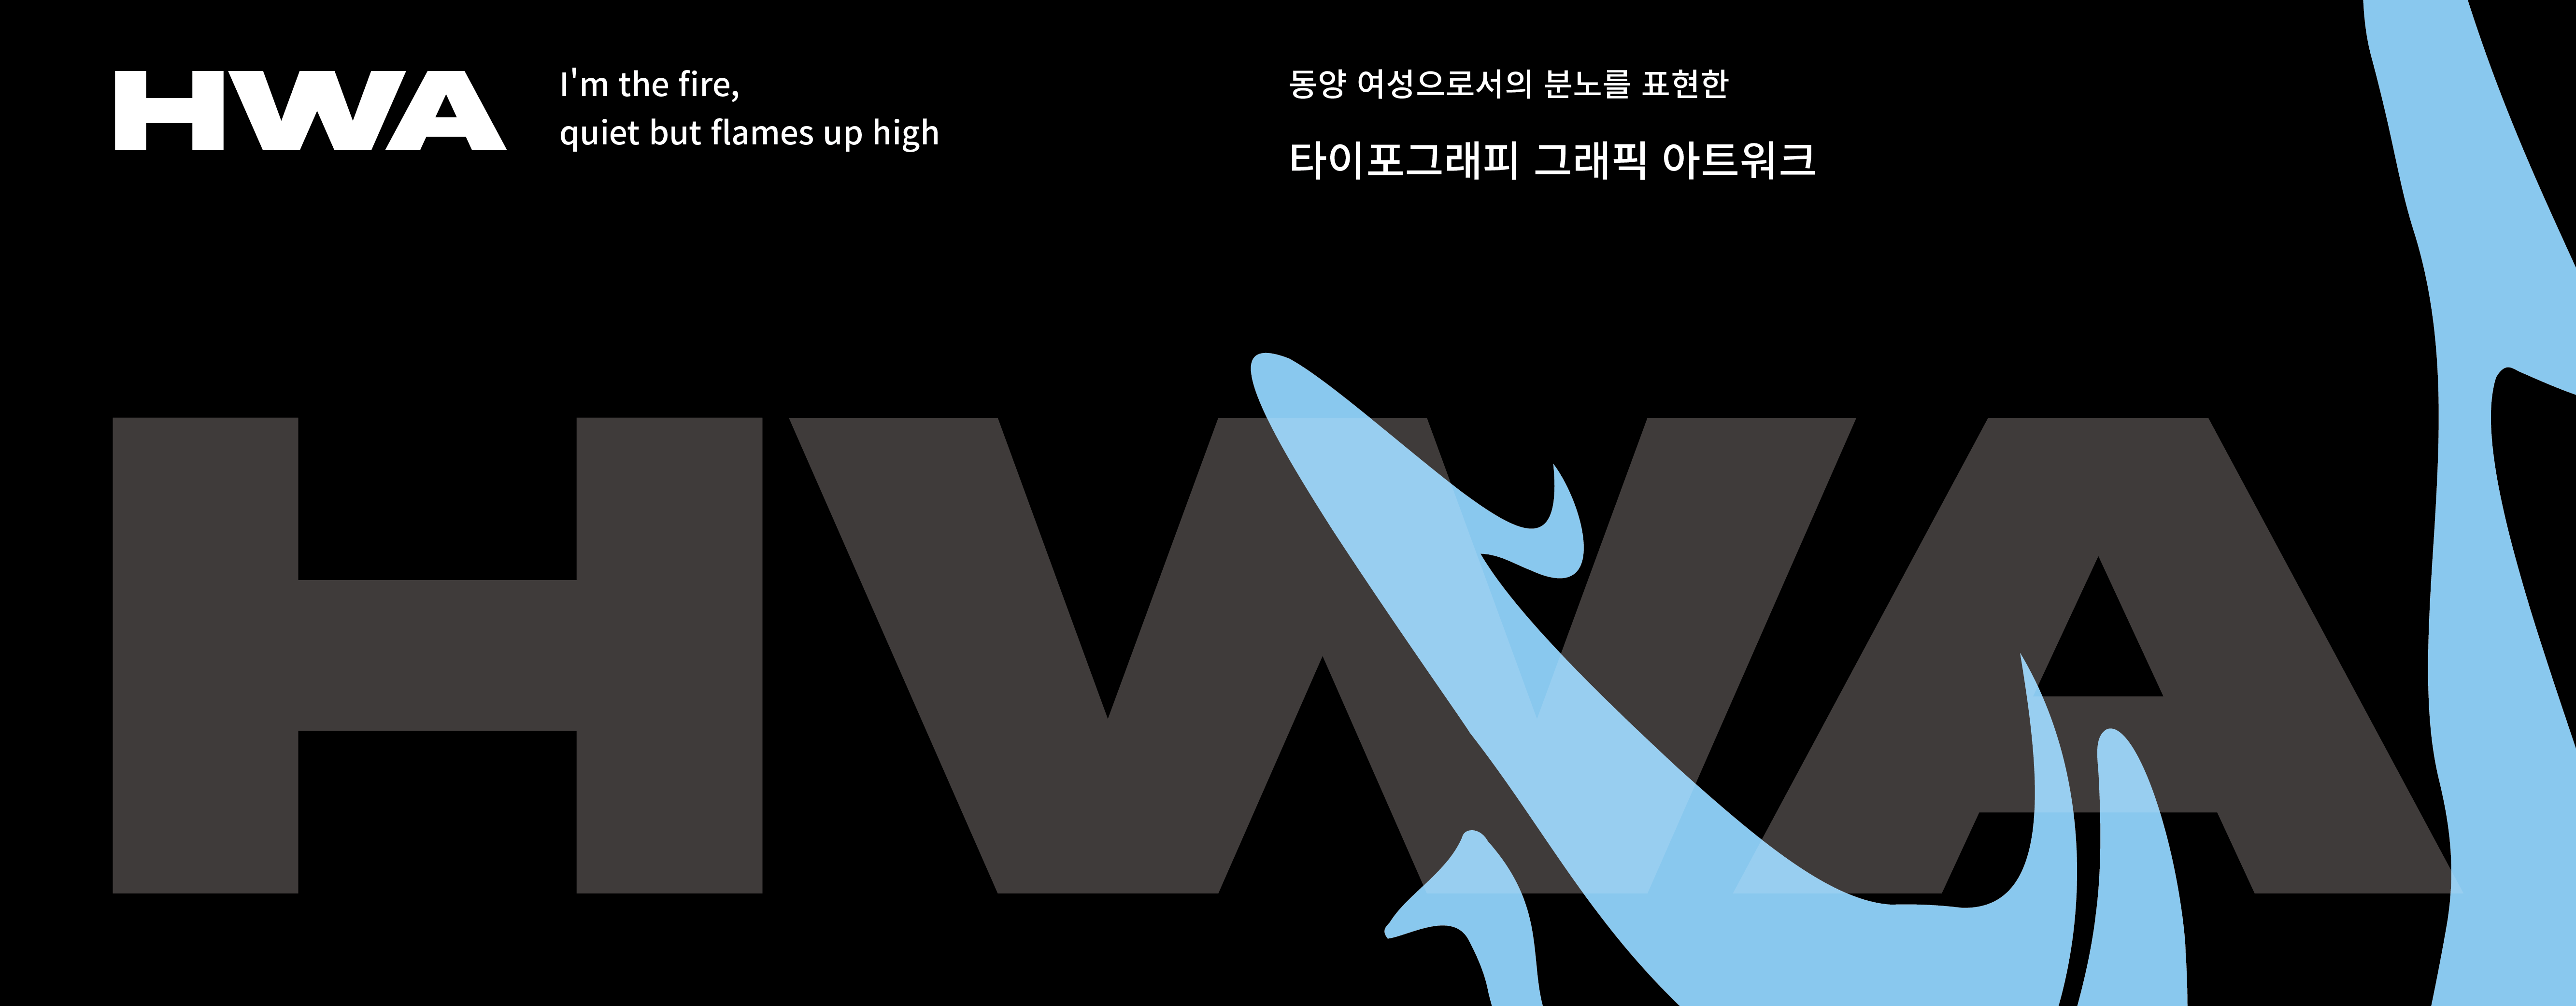 HWA
I'm the fire,
quiet but flames up high
동양 여성으로서의 분노를 표현한
타이포그래피 그래픽 아트워크
HWA